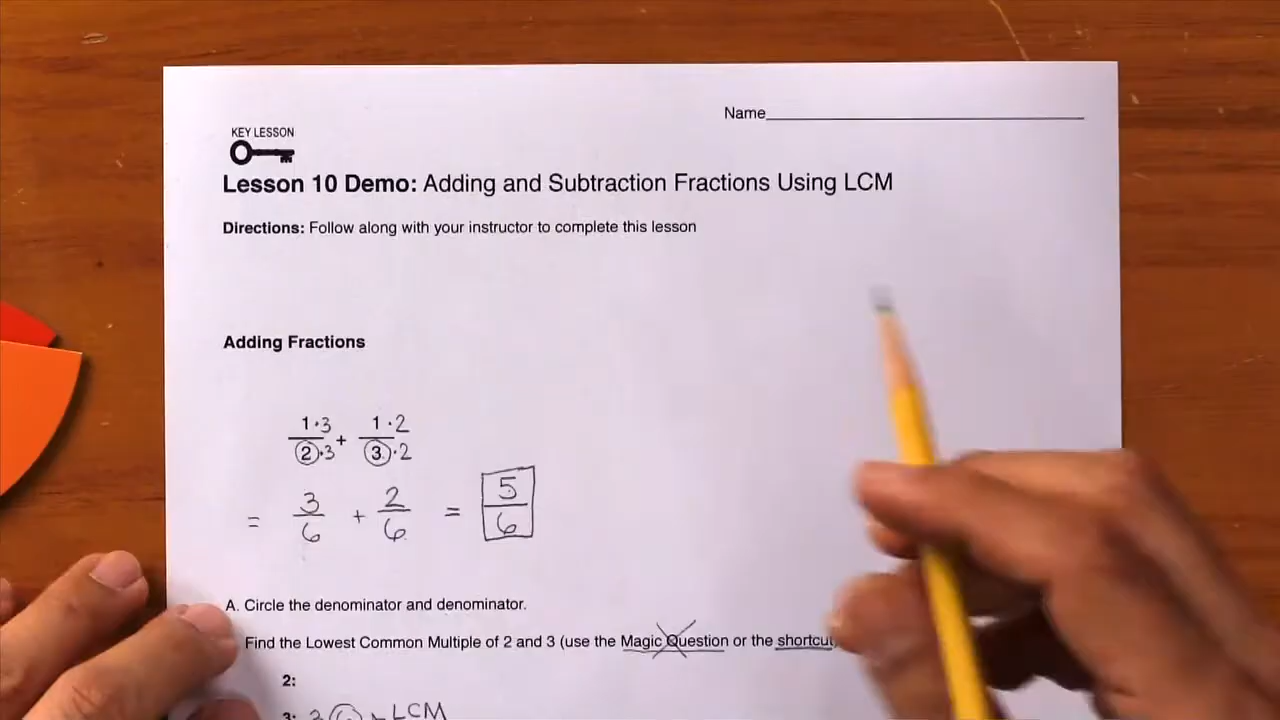 Name
KEY LESSON
Lesson 10 Demo: Adding and Subtraction Fractions Using LCM
Directions: Follow along with your instructor to complete this lesson
Adding Fractions
1·3 1·2
2·3 + 3·2
= 3/6 + 2/6 = 5/6
A. Circle the denominator and denominator.
Find the Lowest Common Multiple of 2 and 3 (use the Magic Question or the shortcut
2:
3: 3 6 LCM